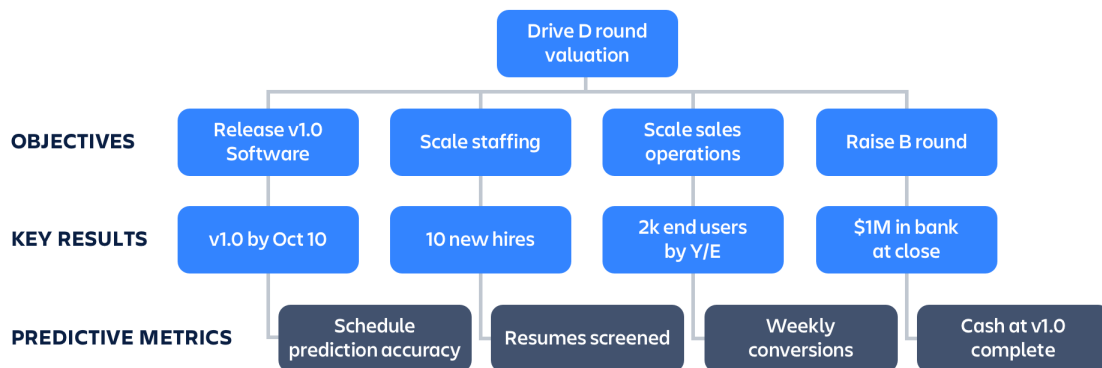 Drive D round
valuation
OBJECTIVES
Release v1.0
Software
Scale staffing
Scale sales
operations
Raise B round
KEY RESULTS
v1.0 by Oct 10
10 new hires
2k end users
by Y/E
$1M in bank
at close
PREDICTIVE METRICS
Schedule
prediction accuracy
Resumes screened
Weekly
conversions
Cash at v1.0
complete